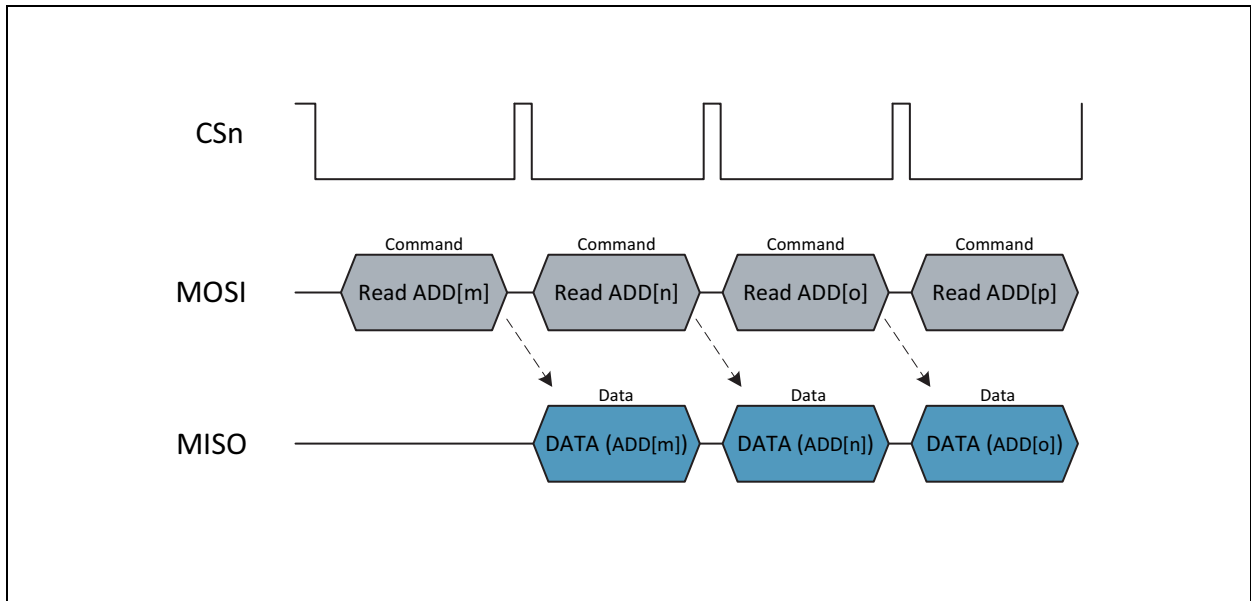 CSn
Command Command Command Command
MOSI Read ADD[m] Read ADD[n] Read ADD[o] Read ADD[p]
Data Data Data
MISO DATA (ADD[m]) DATA (ADD[n]) DATA (ADD[o])